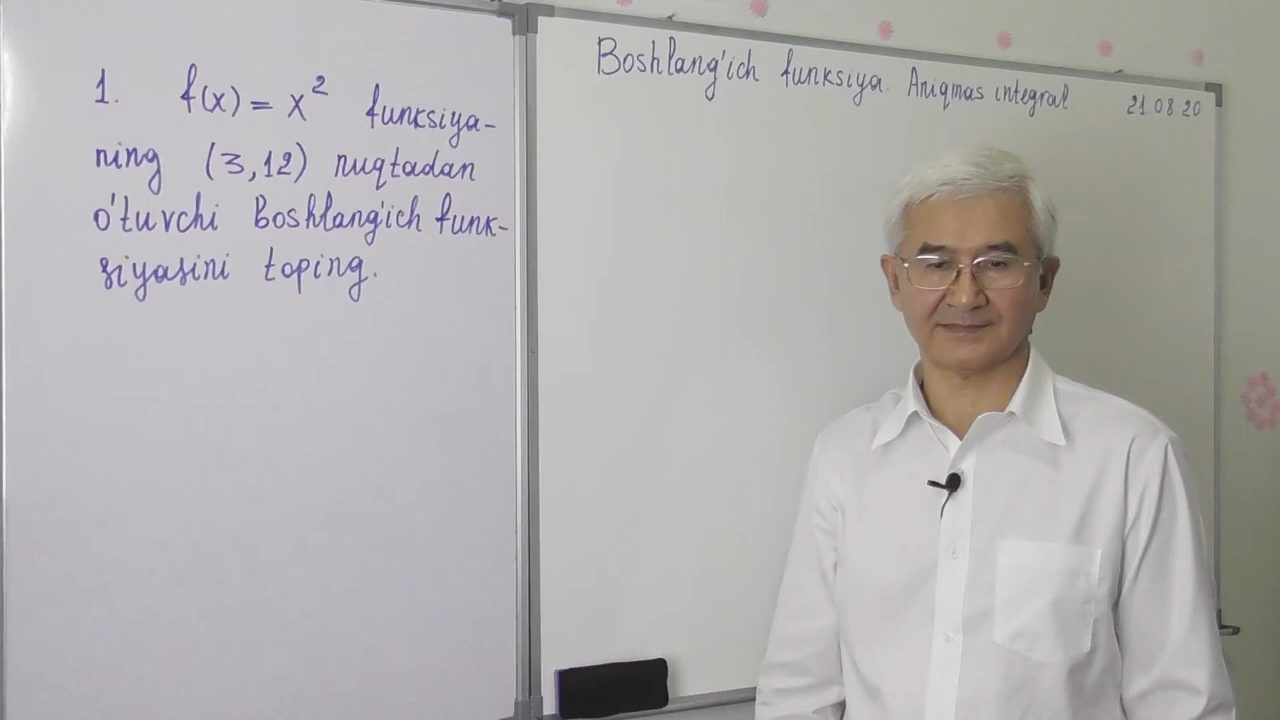 1. f(x) = x² funksiya-
ning (3,12) nuqtadan
o'tuvchi Boshlang'ich funk-
siyasini toping.
Boshlang'ich funksiya. Aniqmas integral 21.08.20